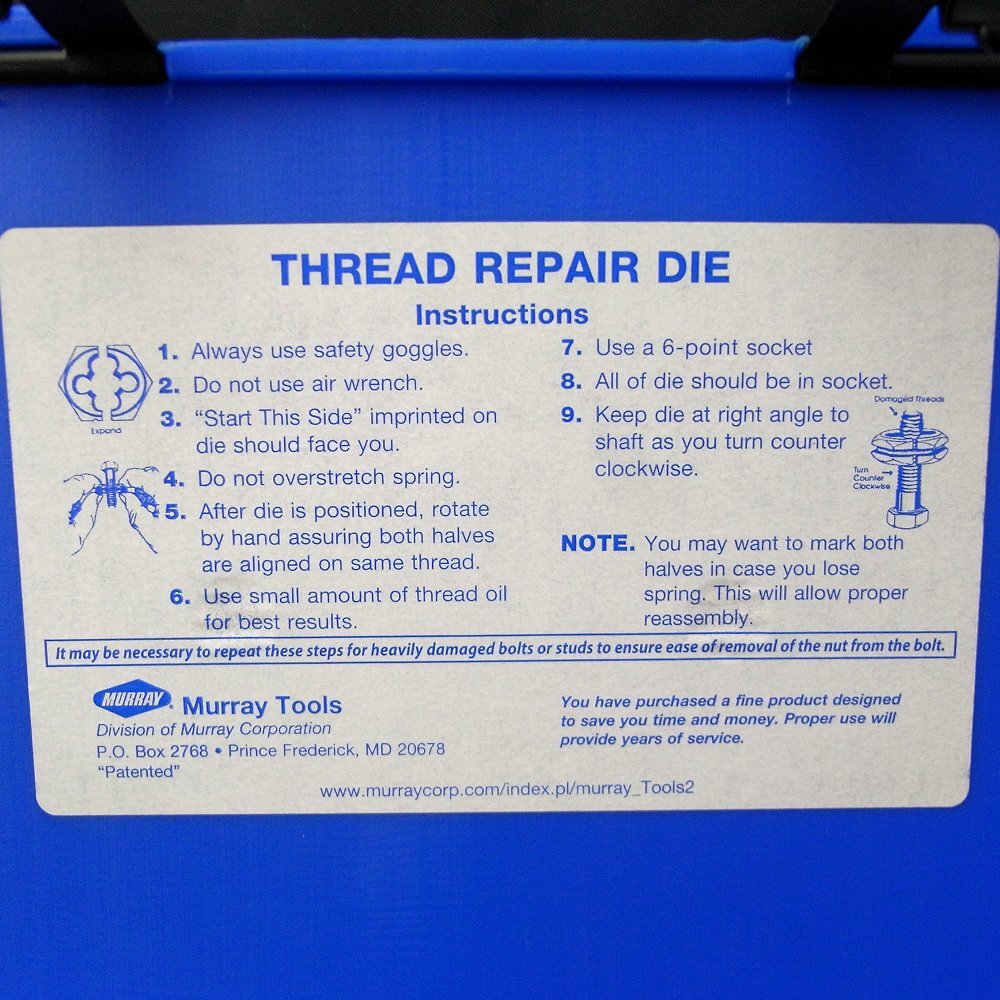 THREAD REPAIR DIE
Instructions
1. Always use safety goggles.
2. Do not use air wrench.
Expand
3. "Start This Side" imprinted on
die should face you.
4. Do not overstretch spring.
5. After die is positioned, rotate
by hand assuring both halves
are aligned on same thread.
6. Use small amount of thread oil
for best results.
7. Use a 6-point socket
8. All of die should be in socket.
Damaged Threads
9. Keep die at right angle to
shaft as you turn counter
clockwise.
Turn
Counter
Clockwise
NOTE. You may want to mark both
halves in case you lose
spring. This will allow proper
reassembly.
It may be necessary to repeat these steps for heavily damaged bolts or studs to ensure ease of removal of the nut from the bolt.
MURRAY® Murray Tools
Division of Murray Corporation
P.O. Box 2768 • Prince Frederick, MD 20678
"Patented"
You have purchased a fine product designed
to save you time and money. Proper use will
provide years of service.
www.murraycorp.com/index.pl/murray_Tools2